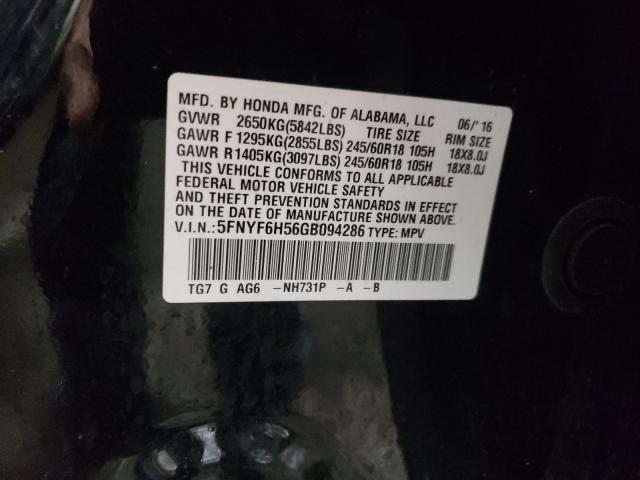 MFD. BY HONDA MFG. OF ALABAMA, LLC 06/'16
GVWR 2650KG(5842LBS) TIRE SIZE RIM SIZE
GAWR F 1295KG(2855LBS) 245/60R18 105H 18X8.0J
GAWR R 1405KG(3097LBS) 245/60R18 105H 18X8.0J
THIS VEHICLE CONFORMS TO ALL APPLICABLE
FEDERAL MOTOR VEHICLE SAFETY
AND THEFT PREVENTION STANDARDS IN EFFECT
ON THE DATE OF MANUFACTURE SHOWN ABOVE.
V.I.N.:5FNYF6H56GB094286 TYPE: MPV
TG7 G AG6 -NH731P -A -B